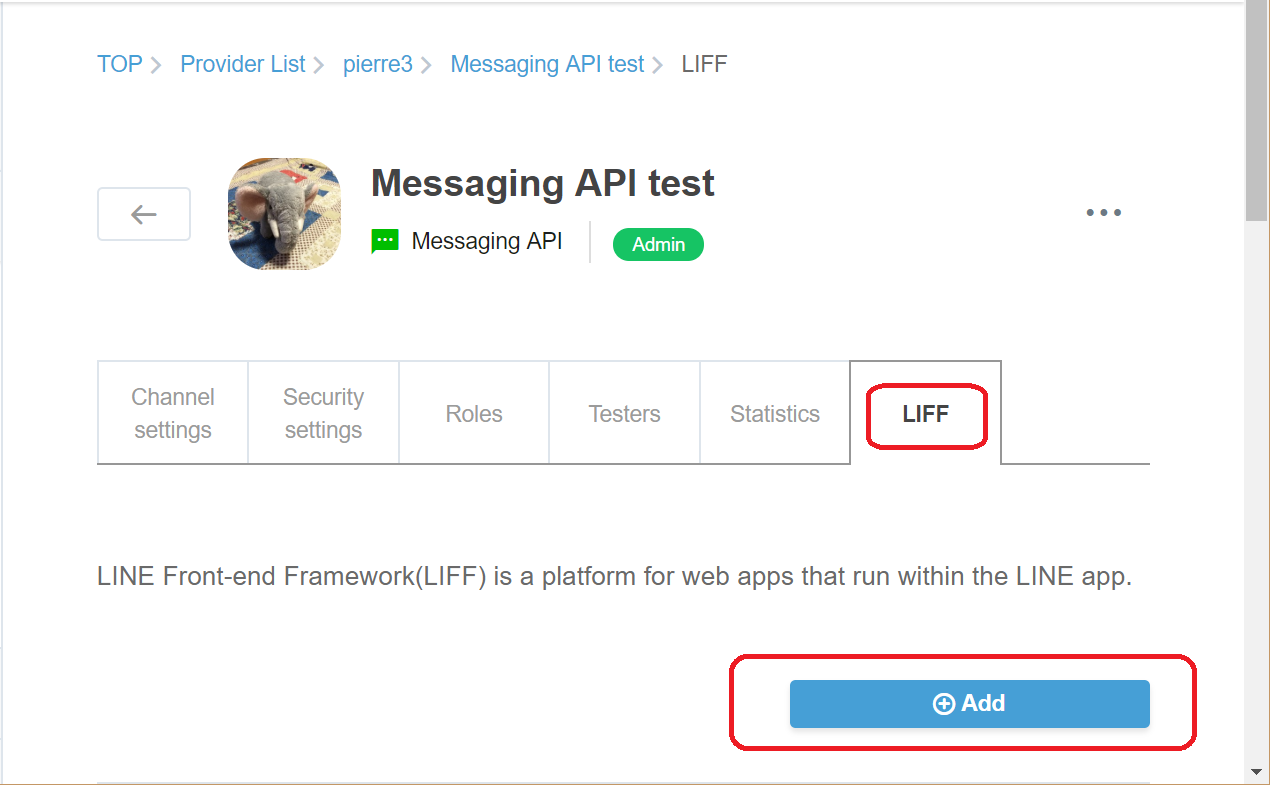 TOP > Provider List > pierre3 > Messaging API test > LIFF
Messaging API test
Messaging API
Admin
Channel settings
Security settings
Roles
Testers
Statistics
LIFF
LINE Front-end Framework(LIFF) is a platform for web apps that run within the LINE app.
Add